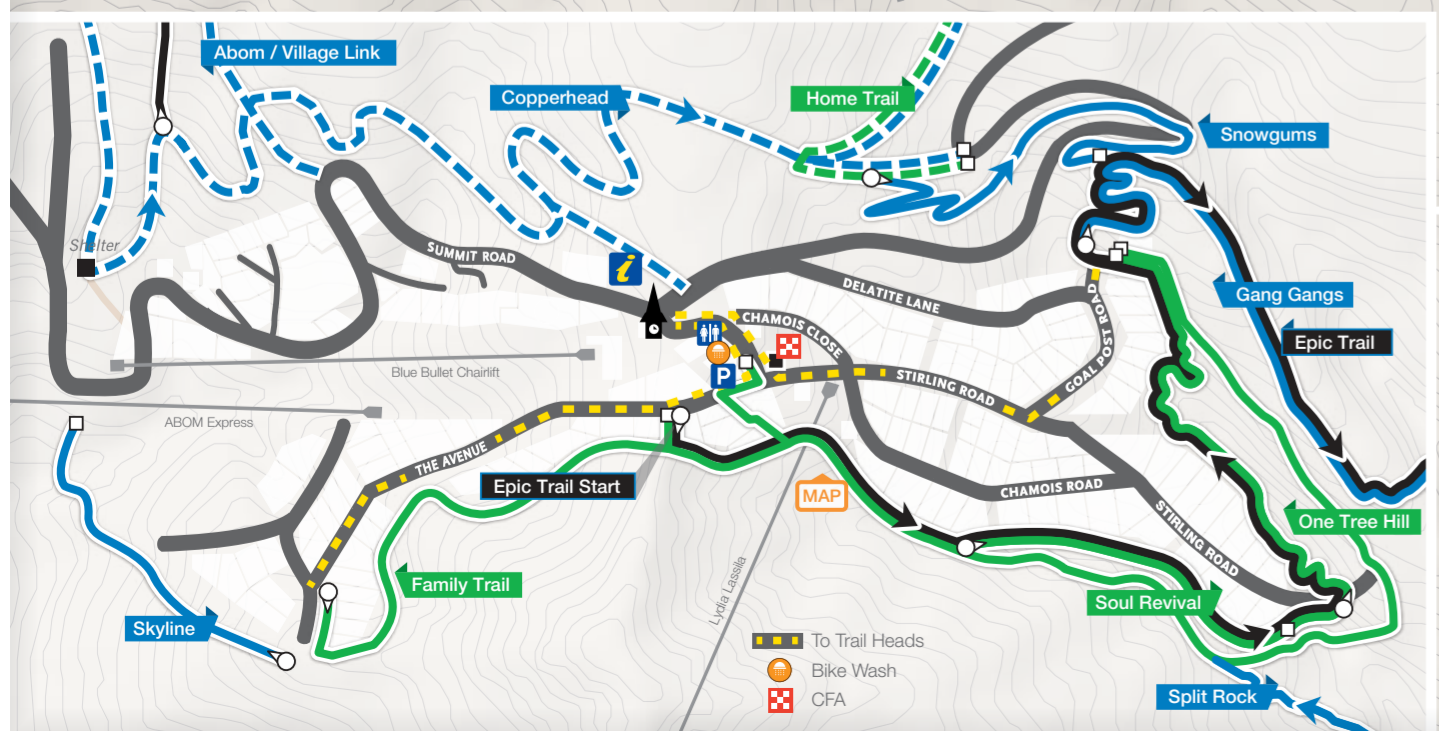 Abom / Village Link
Copperhead
Home Trail
Snowgums
Shelter
SUMMIT ROAD
i
DELATITE LANE
Gang Gangs
CHAMOIS CLOSE
GOAL POST ROAD
Epic Trail
Blue Bullet Chairlift
P
STIRLING ROAD
ABOM Express
THE AVENUE
Epic Trail Start
MAP
CHAMOIS ROAD
One Tree Hill
STIRLING ROAD
Family Trail
Soul Revival
Lydia Lassila
Skyline
To Trail Heads
Bike Wash
CFA
Split Rock